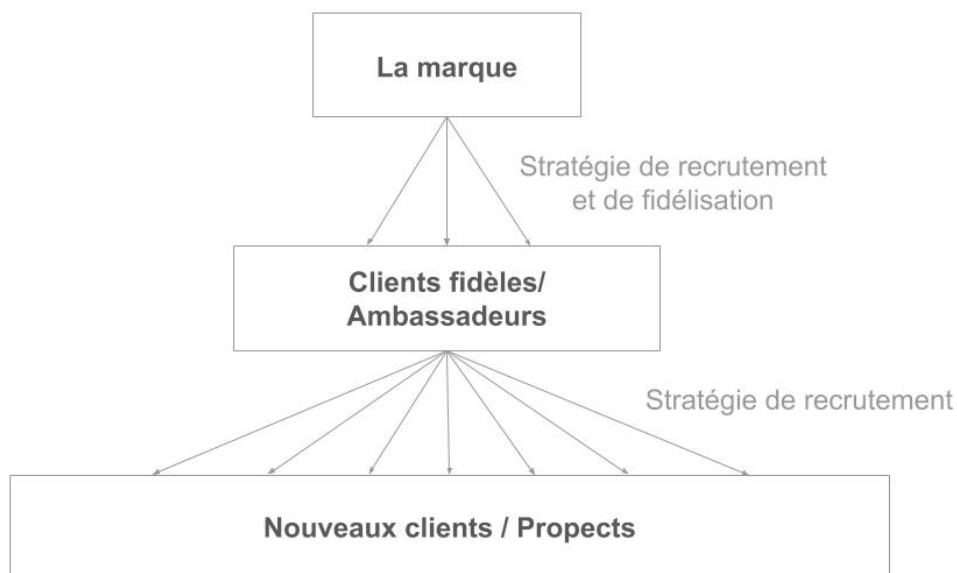 La marque
Stratégie de recrutement
et de fidélisation
Clients fidèles/
Ambassadeurs
Stratégie de recrutement
Nouveaux clients / Propects